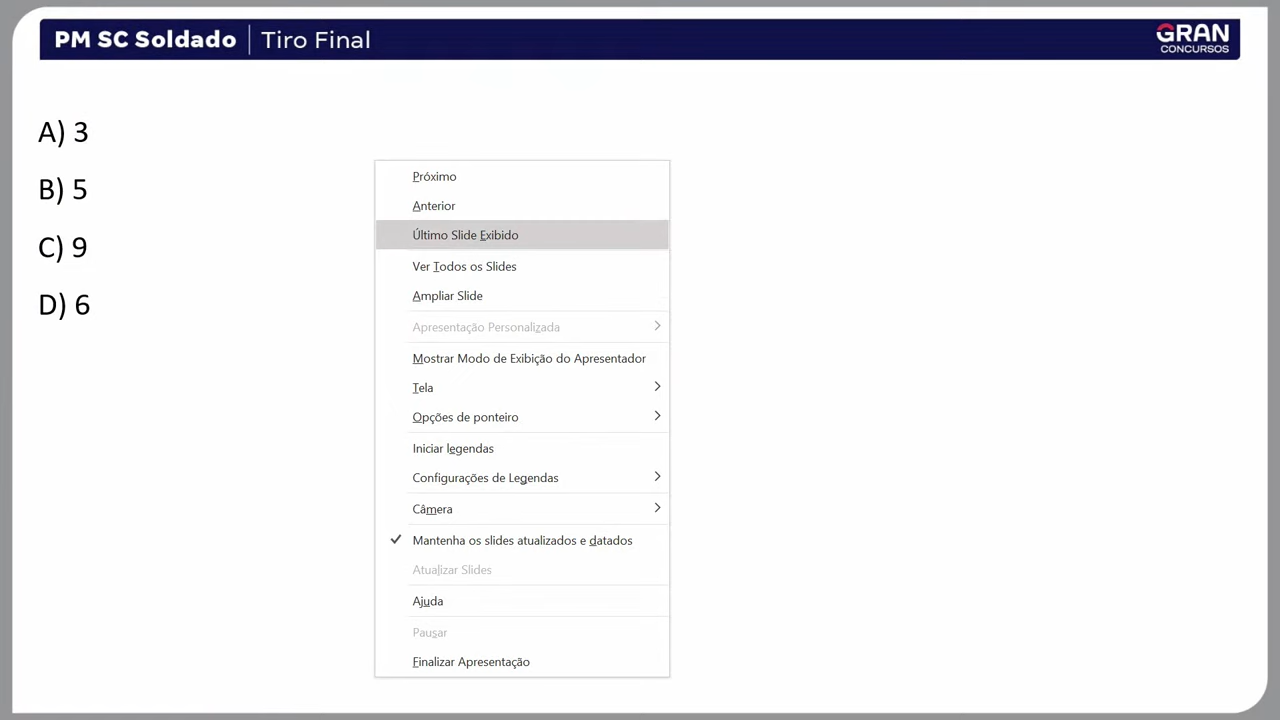 PM SC Soldado | Tiro Final
GRAN
CONCURSOS
A) 3
B) 5
C) 9
D) 6
Próximo
Anterior
Último Slide Exibido
Ver Todos os Slides
Ampliar Slide
Apresentação Personalizada
Mostrar Modo de Exibição do Apresentador
Tela
Opções de ponteiro
Iniciar legendas
Configurações de Legendas
Câmera
Mantenha os slides atualizados e datados
Atualizar Slides
Ajuda
Pausar
Finalizar Apresentação